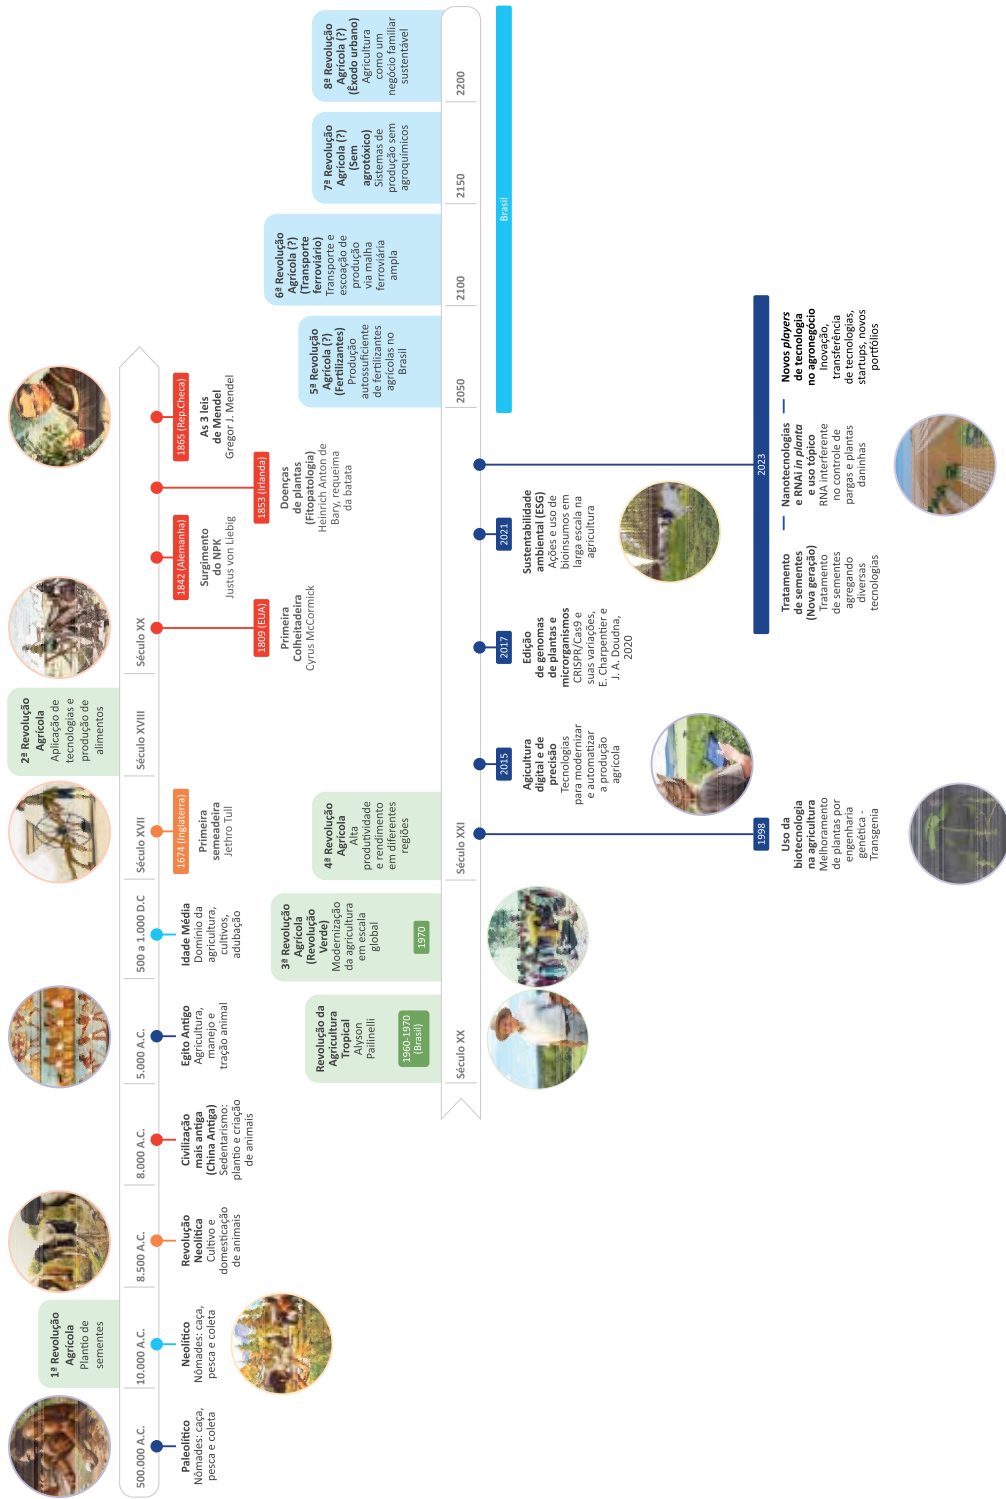 500.000 A.C.
Paleolítico
Nômades: caça,
pesca e coleta
1ª Revolução
Agrícola
Plantio de
sementes
10.000 A.C.
Neolítico
Nômades: caça,
pesca e coleta
8.500 A.C.
Revolução
Neolítica
Cultivo e
domesticação
de animais
8.000 A.C.
Civilização
mais antiga
(China Antiga)
Sedentarismo:
plantio e criação
de animais
5.000 A.C.
Egito Antigo
Agricultura,
manejo e
tração animal
500 a 1.000 D.C
Idade Média
Domínio da
agricultura,
cultivos,
adubação
Século XVII
1674 (Inglaterra)
Primeira
semeadeira
Jethro Tull
2ª Revolução
Agrícola
Aplicação de
tecnologias e
produção de
alimentos
Século XVIII
Século XX
1809 (EUA)
Primeira
Colheitadeira
Cyrus McCormick
1842 (Alemanha)
Surgimento
do NPK
Justus von Liebig
1853 (Irlanda)
Doenças
de plantas
(Fitopatologia)
Heinrich Anton de
Bary, requeima
da batata
1865 (Rep.Checa)
As 3 leis
de Mendel
Gregor J. Mendel
Revolução da
Agricultura
Tropical
Alyson
Pailinelli
1960-1970
(Brasil)
Século XX
3ª Revolução
Agrícola
(Revolução
Verde)
Modernização
da agricultura
em escala
global
1970
4ª Revolução
Agrícola
Alta
produtividade
e rendimento
em diferentes
regiões
Século XXI
1998
Uso da
biotecnologia
na agricultura
Melhoramento
de plantas por
engenharia
genética -
Transgenia
2015
Agicultura
digital e de
precisão
Tecnologias
para modernizar
e automatizar
a produção
agrícola
2017
Edição
de genomas
de plantas e
microrganismos
CRISPR/Cas9 e
suas variações,
E. Charpentier e
J. A. Doudna,
2020
2021
Sustentabilidade
ambiental (ESG)
Ações e uso de
bioinsumos em
larga escala na
agricultura
2023
Tratamento
de sementes
(Nova geração)
Tratamento
de sementes
agregando
diversas
tecnologias
Nanotecnologias
e RNAi in planta
e uso tópico
RNA interferente
no controle de
pargas e plantas
daninhas
Novos players
de tecnologia
no agronegócio
Inovação,
transferência
de tecnologias,
startups, novos
portfólios
5ª Revolução
Agrícola (?)
(Fertilizantes)
Produção
autossuficiente
de fertilizantes
agrícolas no
Brasil
2050
6ª Revolução
Agrícola (?)
(Transporte
ferroviário)
Transporte e
escoação de
produção
via malha
ferroviária
ampla
2100
7ª Revolução
Agrícola (?)
(Sem
agrotóxico)
Sistemas de
produção sem
agroquímicos
2150
8ª Revolução
Agrícola (?)
(Êxodo urbano)
Agricultura
como um
negócio familiar
sustentável
2200
Brasil